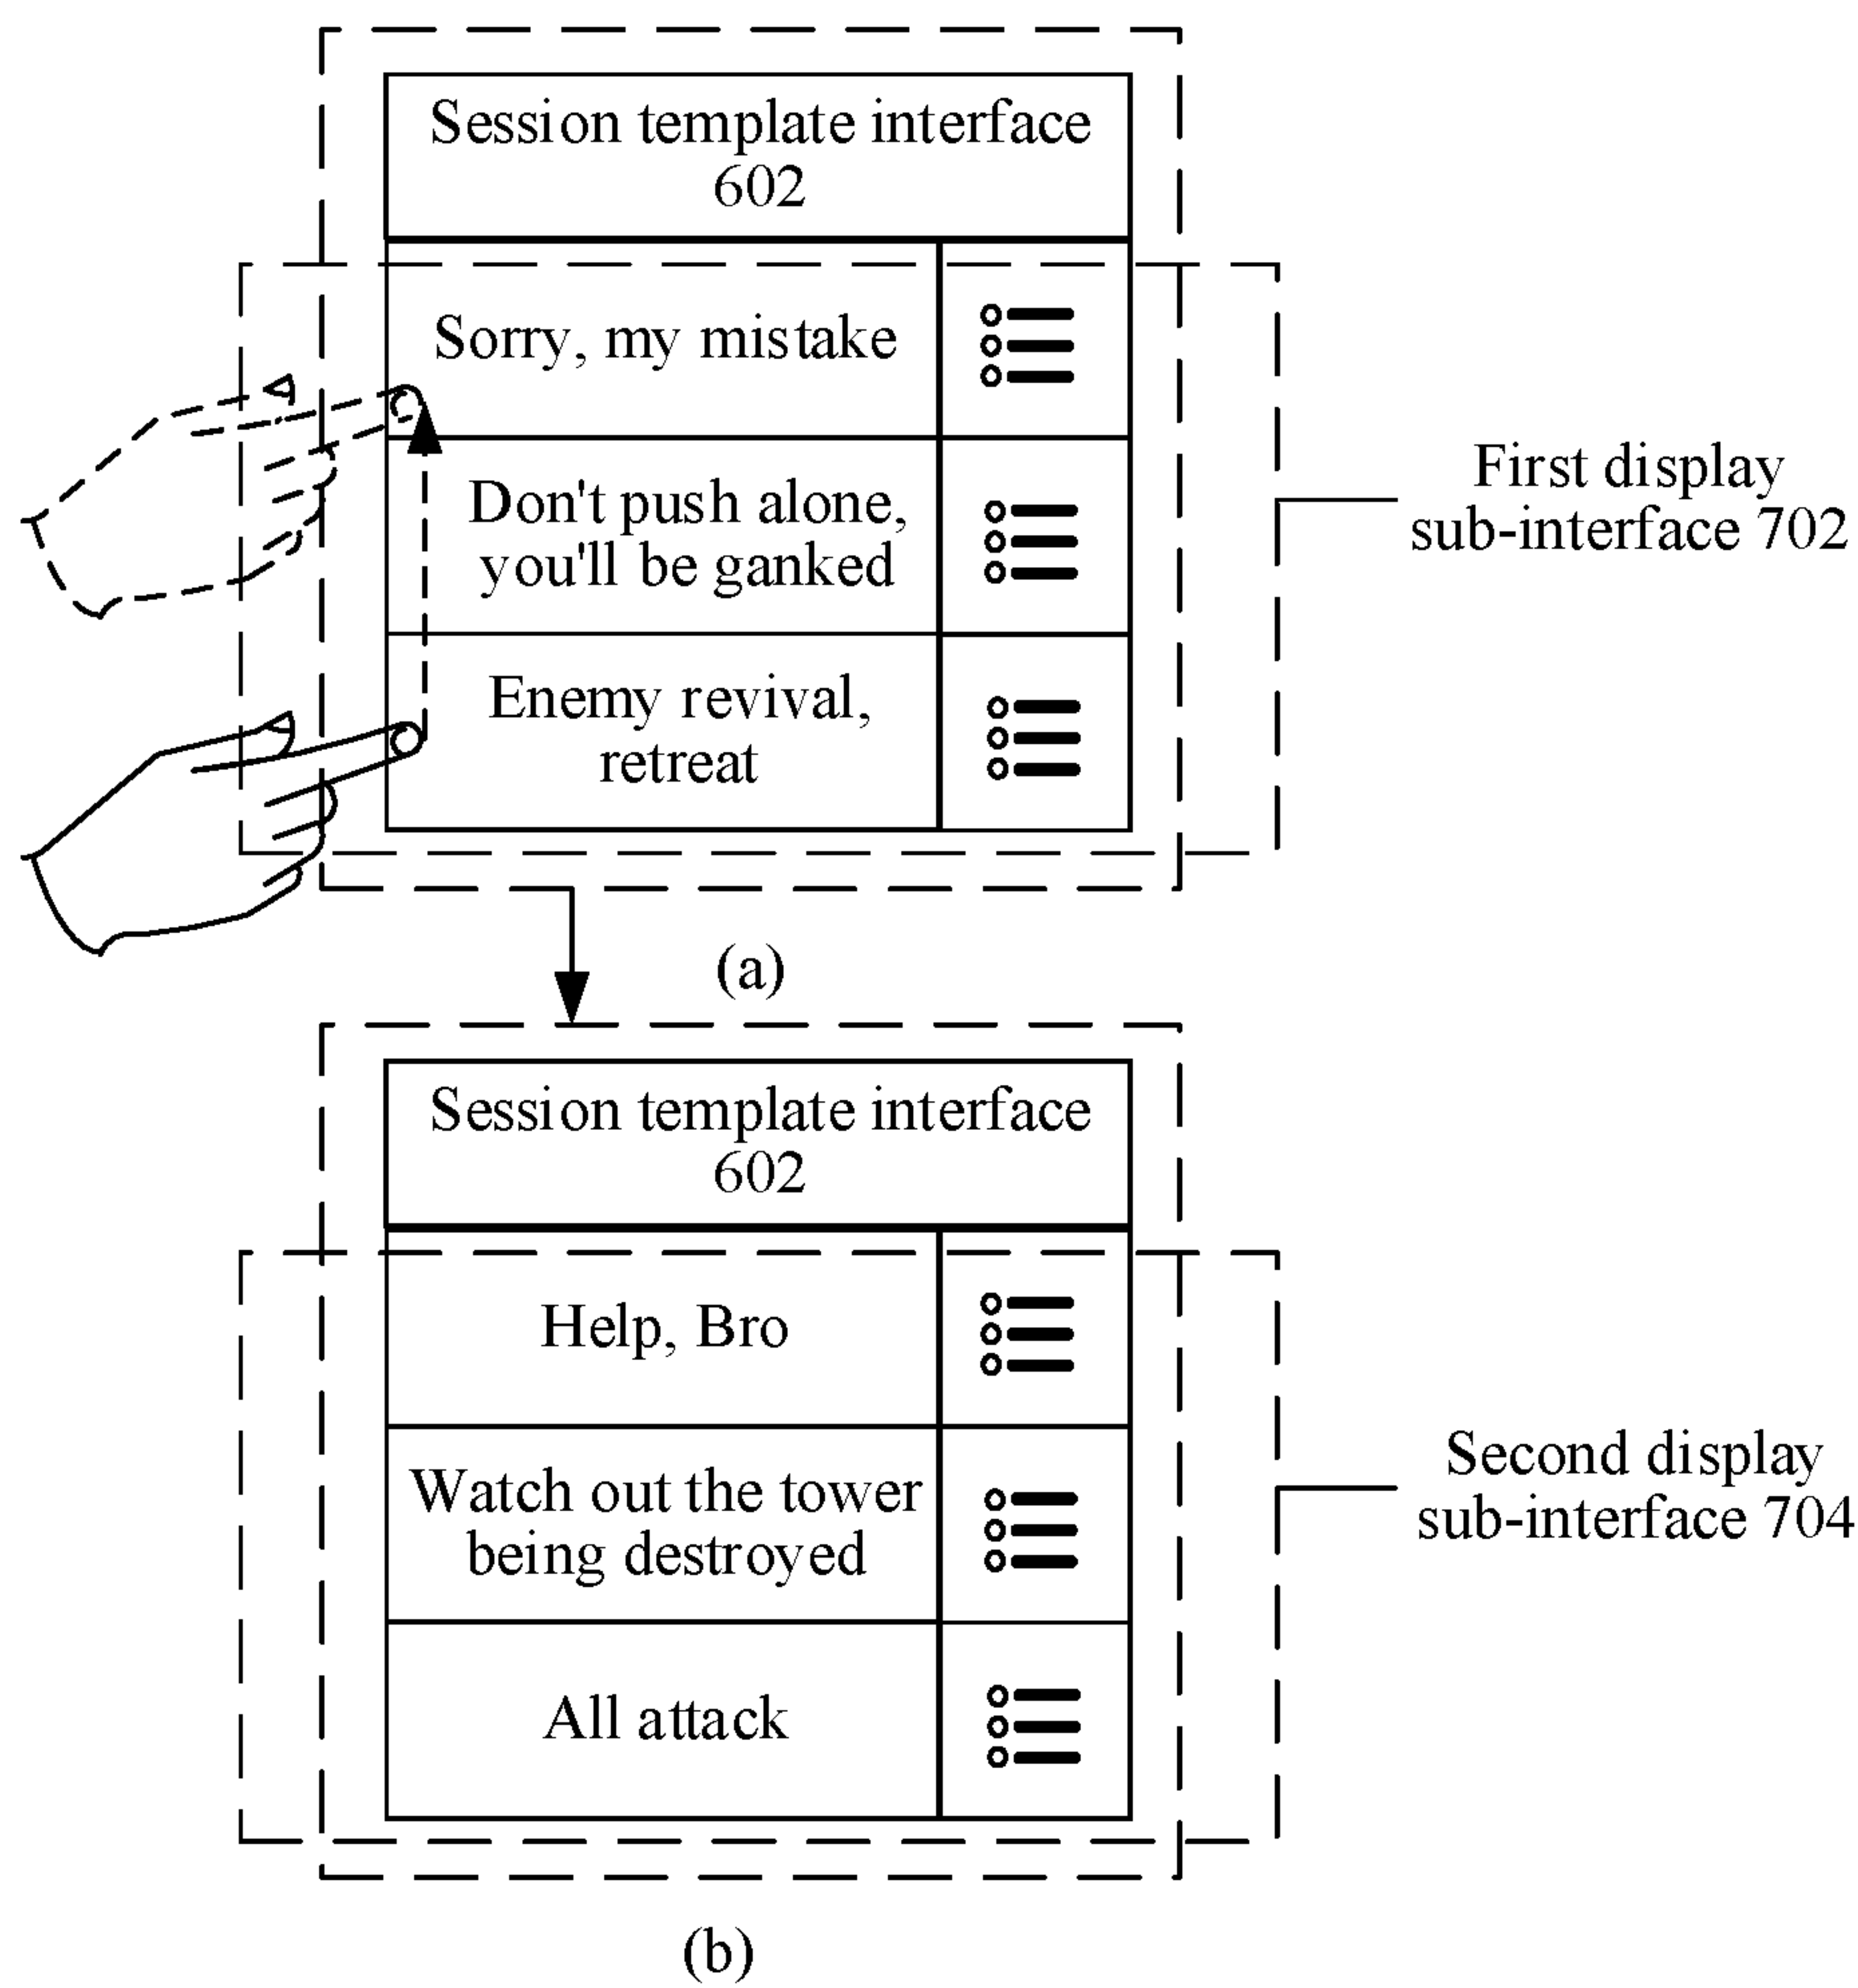 Session template interface
602
Sorry, my mistake
Don't push alone,
you'll be ganked
Enemy revival,
retreat
First display
sub-interface 702
(a)
Session template interface
602
Help, Bro
Watch out the tower
being destroyed
All attack
Second display
sub-interface 704
(b)